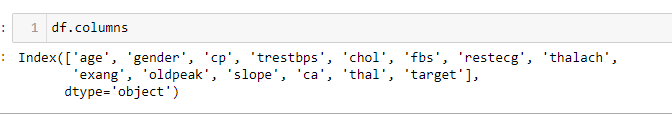 : 1 df.columns
: Index(['age', 'gender', 'cp', 'trestbps', 'chol', 'fbs', 'restecg', 'thalach',
'exang', 'oldpeak', 'slope', 'ca', 'thal', 'target'],
dtype='object')